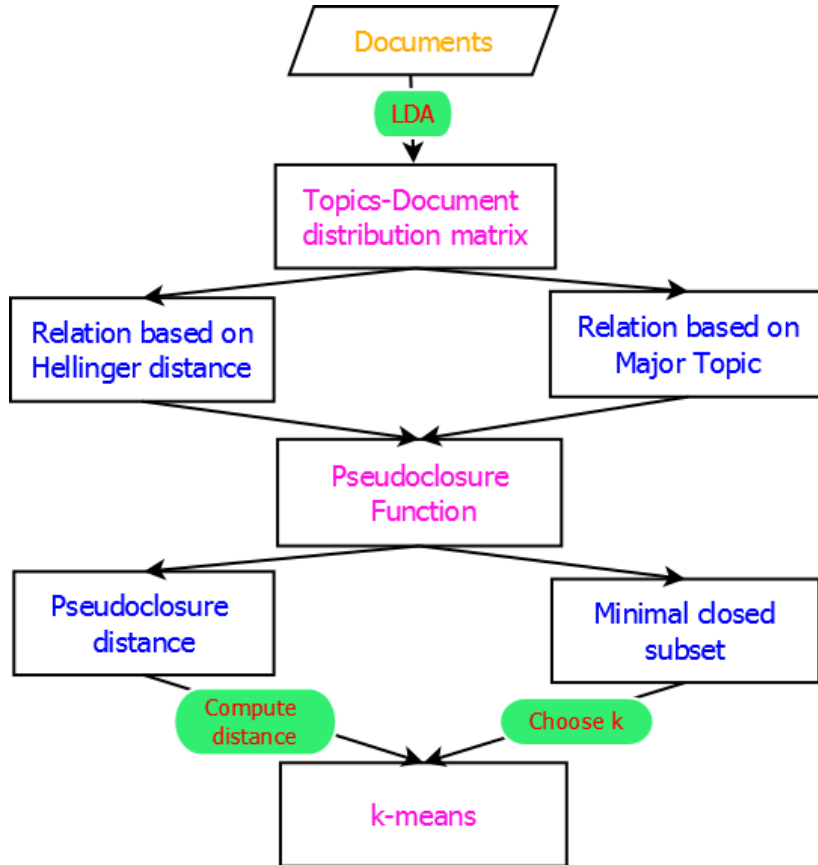 Documents
LDA
Topics-Document
distribution matrix
Relation based on
Hellinger distance
Relation based on
Major Topic
Pseudoclosure
Function
Pseudoclosure
distance
Minimal closed
subset
Compute
distance
Choose k
k-means